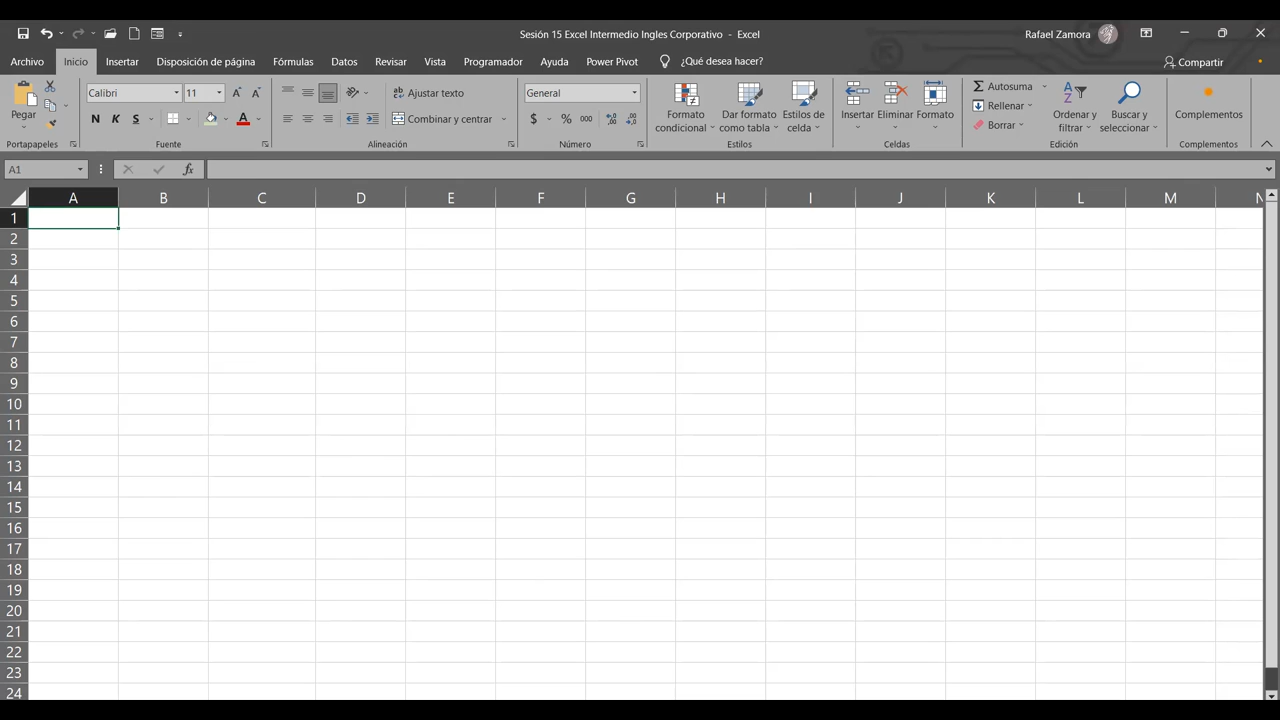 Sesión 15 Excel Intermedio Ingles Corporativo - Excel
Rafael Zamora
Archivo Inicio Insertar Disposición de página Fórmulas Datos Revisar Vista Programador Ayuda Power Pivot ¿Qué desea hacer? Compartir
Pegar
Calibri 11
N K S
Ajustar texto
Combinar y centrar
General
$ % 000
Formato condicional
Dar formato como tabla
Estilos de celda
Insertar Eliminar Formato
Autosuma
Rellenar
Borrar
Ordenar y filtrar
Buscar y seleccionar
Complementos
Portapapeles Fuente Alineación Número Estilos Celdas Edición Complementos
A1 fx
A B C D E F G H I J K L M N
1
2
3
4
5
6
7
8
9
10
11
12
13
14
15
16
17
18
19
20
21
22
23
24